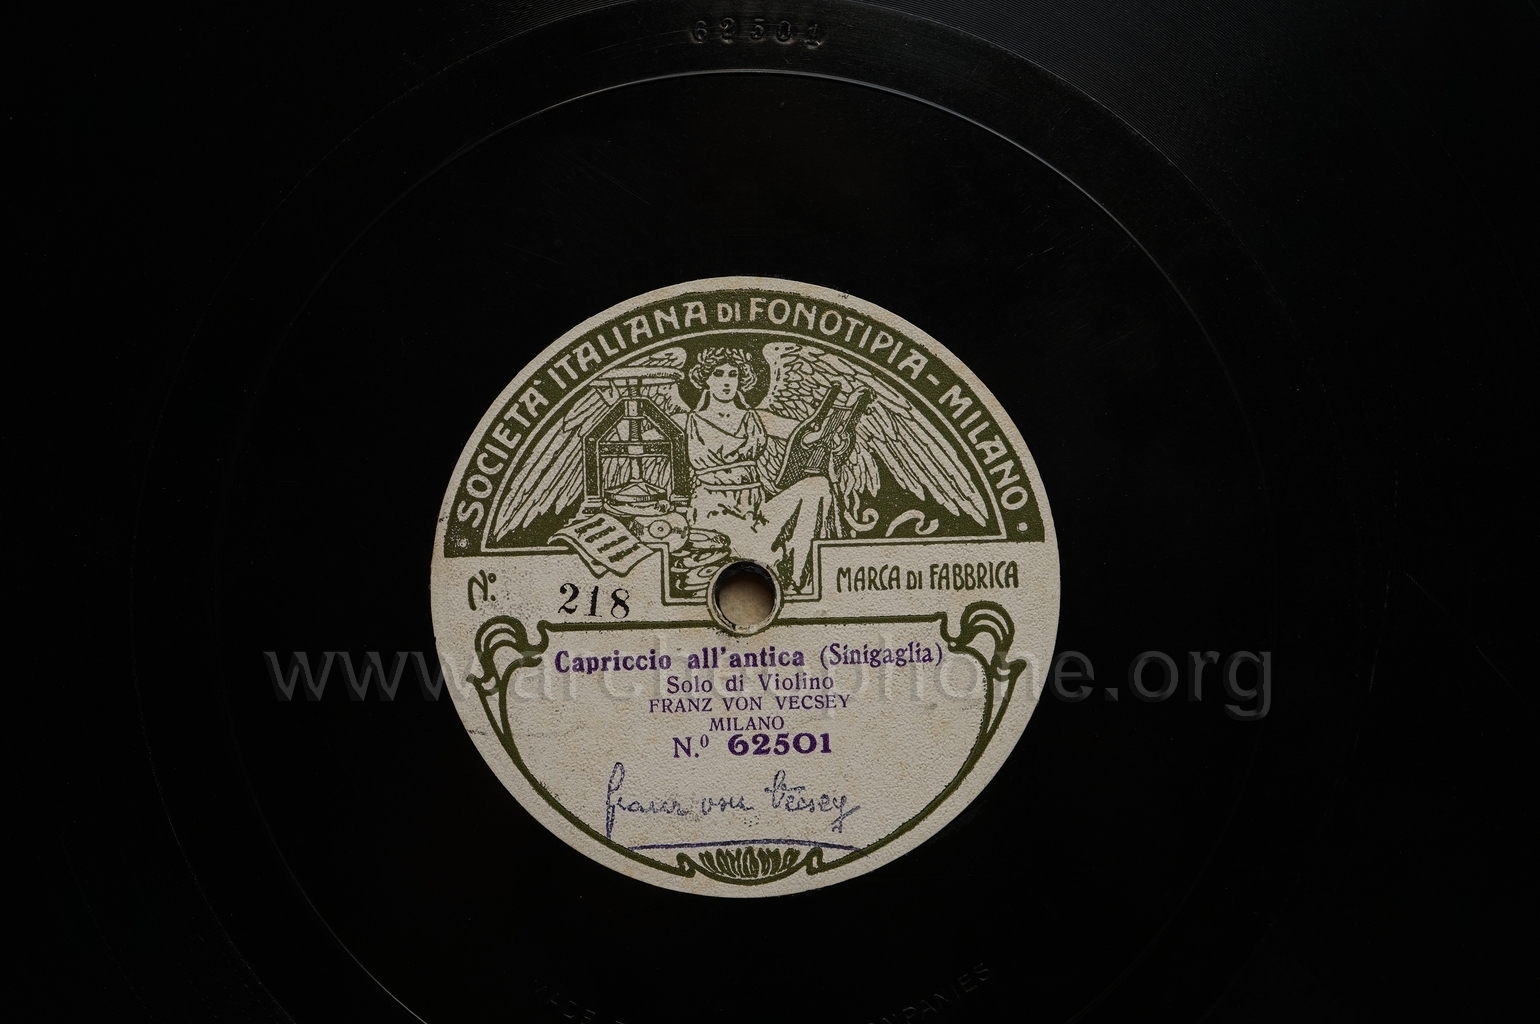 62501
SOCIETA' ITALIANA DI FONOTIPIA - MILANO
N.º 218
MARCA DI FABBRICA
www.archeophone.org
Capriccio all'antica (Sinigaglia)
Solo di Violino
FRANZ VON VECSEY
MILANO
N.º 62501
Franz von Vecsey
MADE